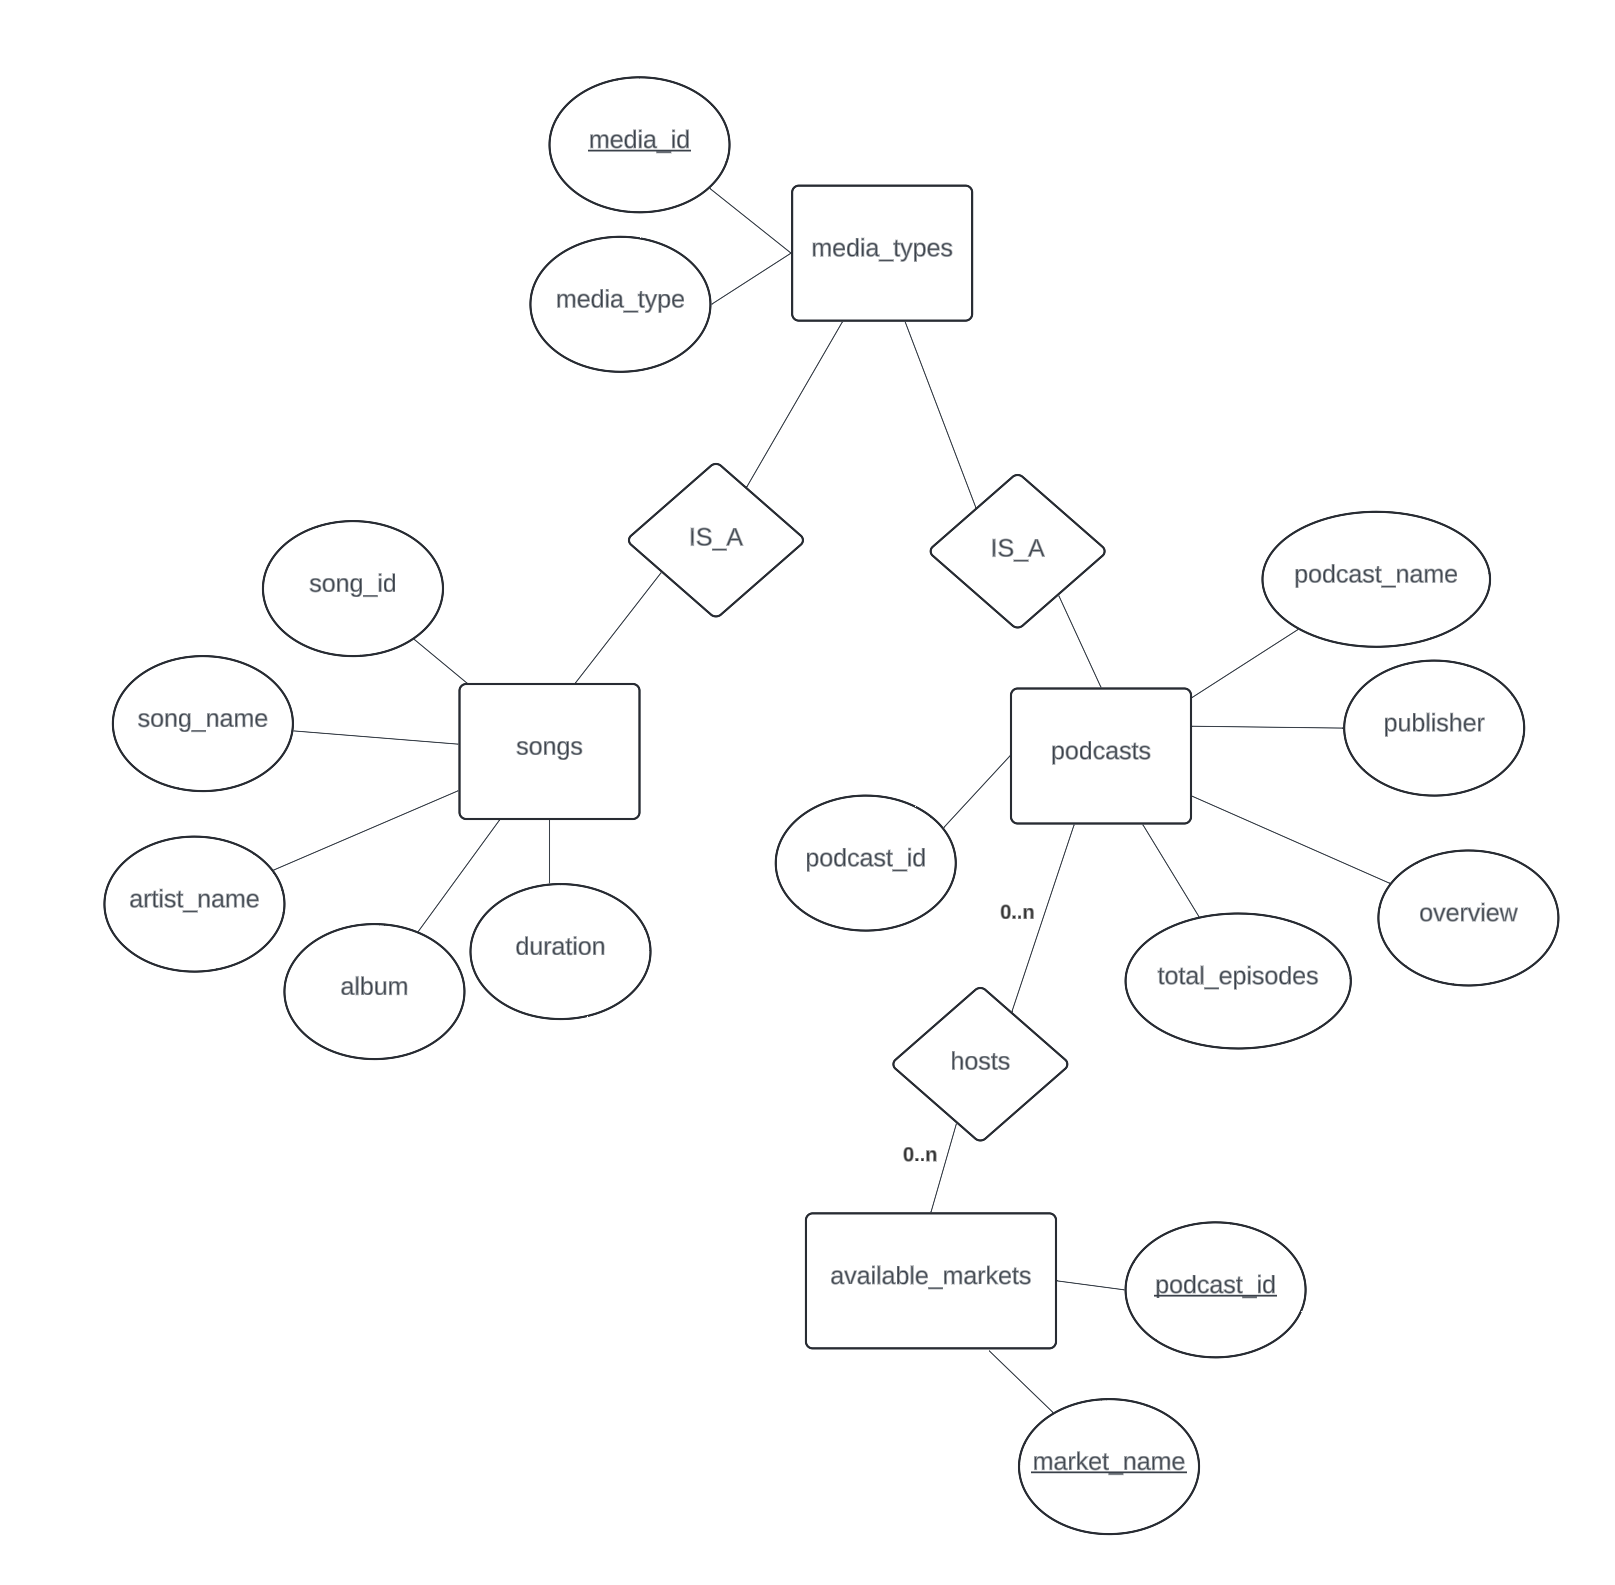 media_id
media_types
media_type
IS_A
IS_A
song_id
podcast_name
song_name
songs
podcasts
publisher
podcast_id
artist_name
album
duration
0..n
total_episodes
overview
hosts
0..n
available_markets
podcast_id
market_name